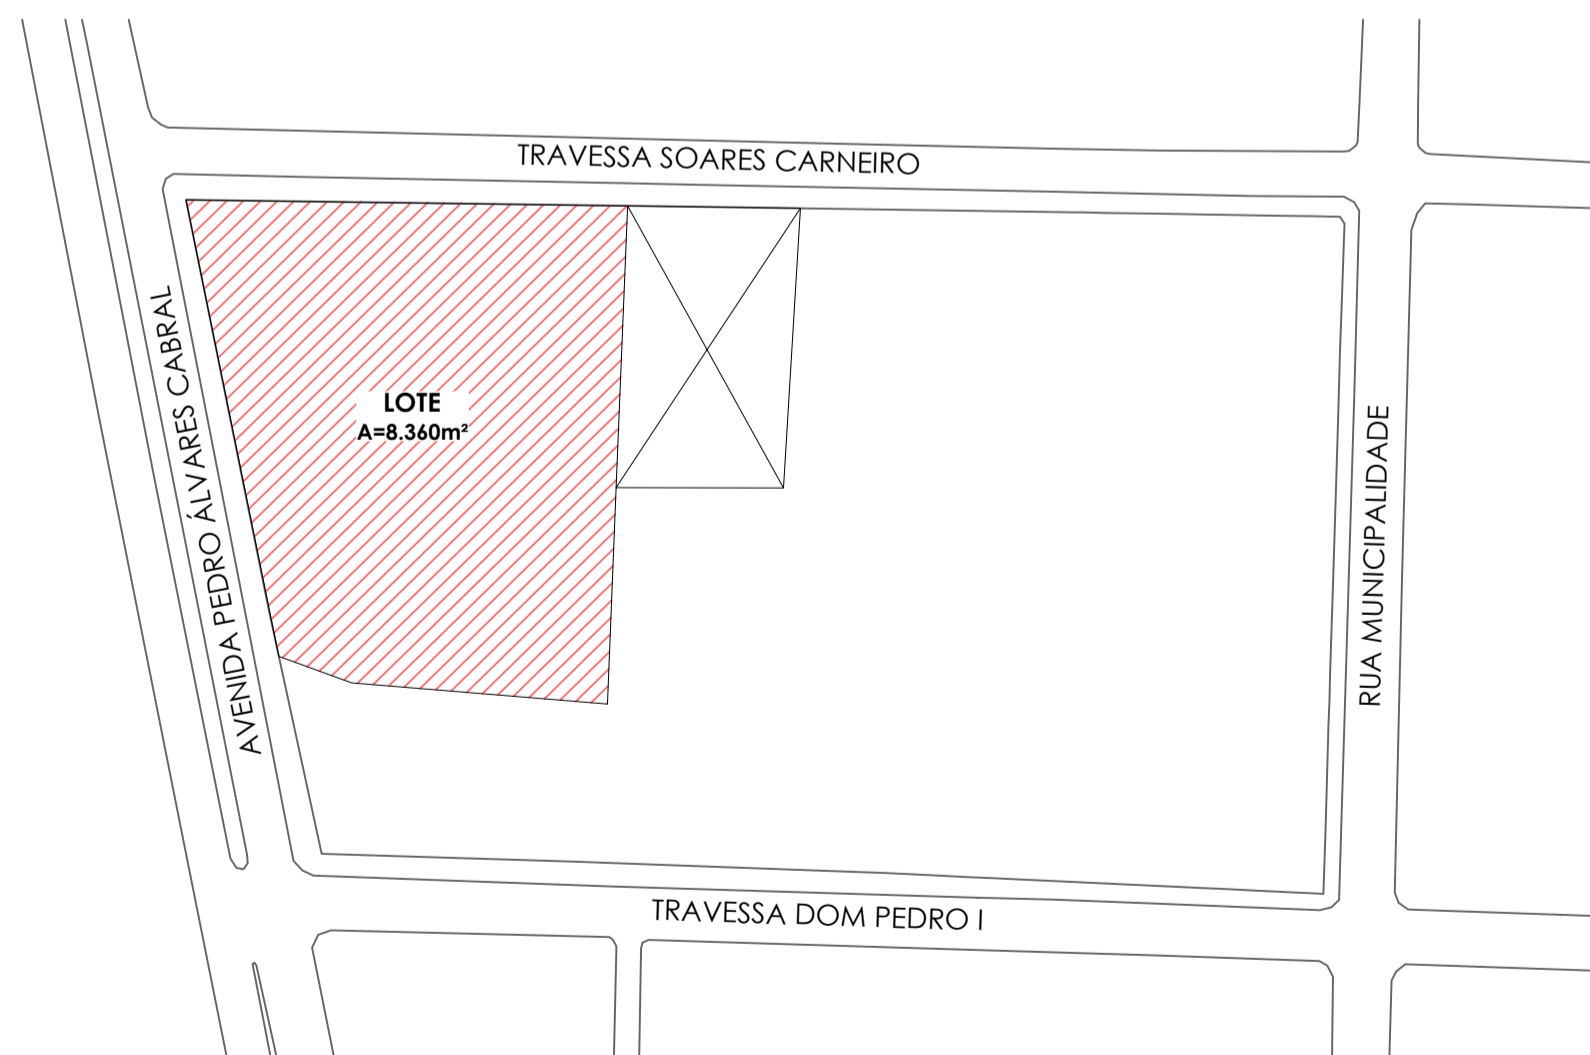 TRAVESSA SOARES CARNEIRO
AVENIDA PEDRO ÁLVARES CABRAL
LOTE
A=8.360m²
RUA MUNICIPALIDADE
TRAVESSA DOM PEDRO I